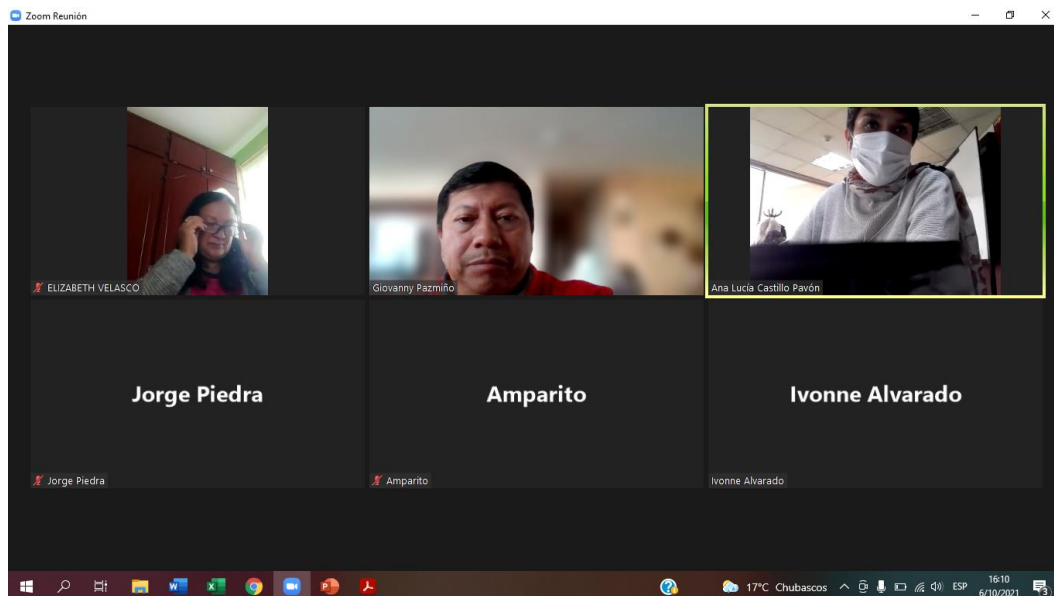 Zoom Reunión
ELIZABETH VELASCO
Giovanny Pazmiño
Ana Lucía Castillo Pavón
Jorge Piedra
Amparito
Ivonne Alvarado
Jorge Piedra
Amparito
Ivonne Alvarado
17°C Chubascos
ESP
16:10
6/10/2021
3